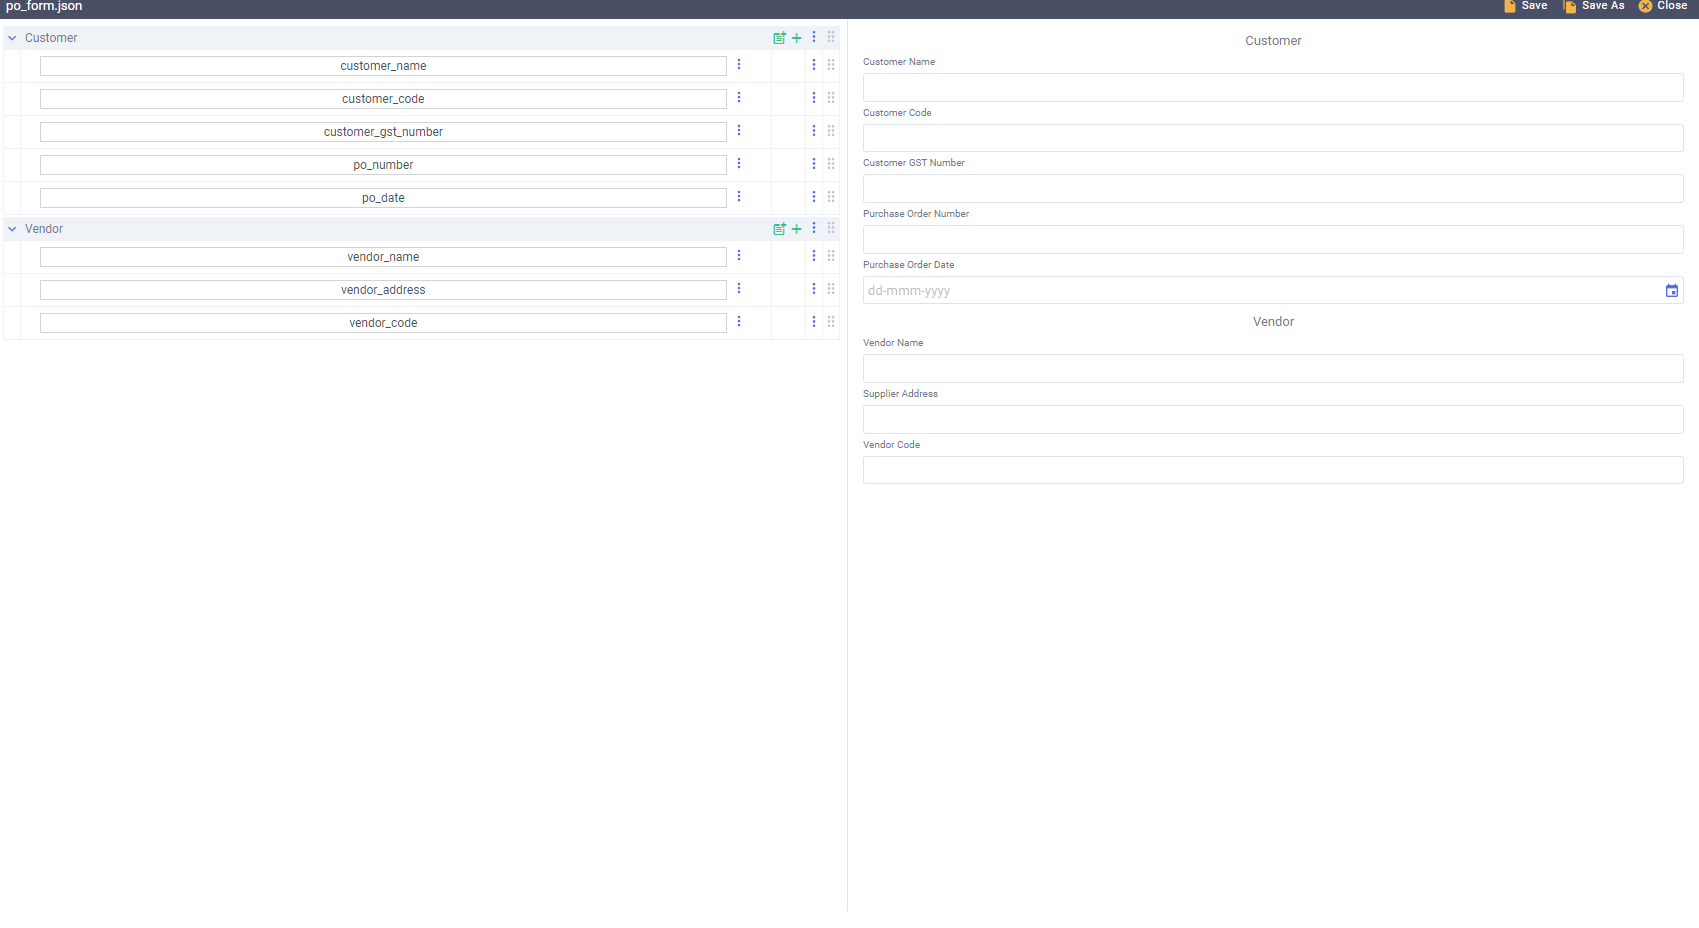 po_form.json
Save
Save As
Close
Customer
customer_name
customer_code
customer_gst_number
po_number
po_date
Vendor
vendor_name
vendor_address
vendor_code
Customer
Customer Name
Customer Code
Customer GST Number
Purchase Order Number
Purchase Order Date
dd-mmm-yyyy
Vendor
Vendor Name
Supplier Address
Vendor Code